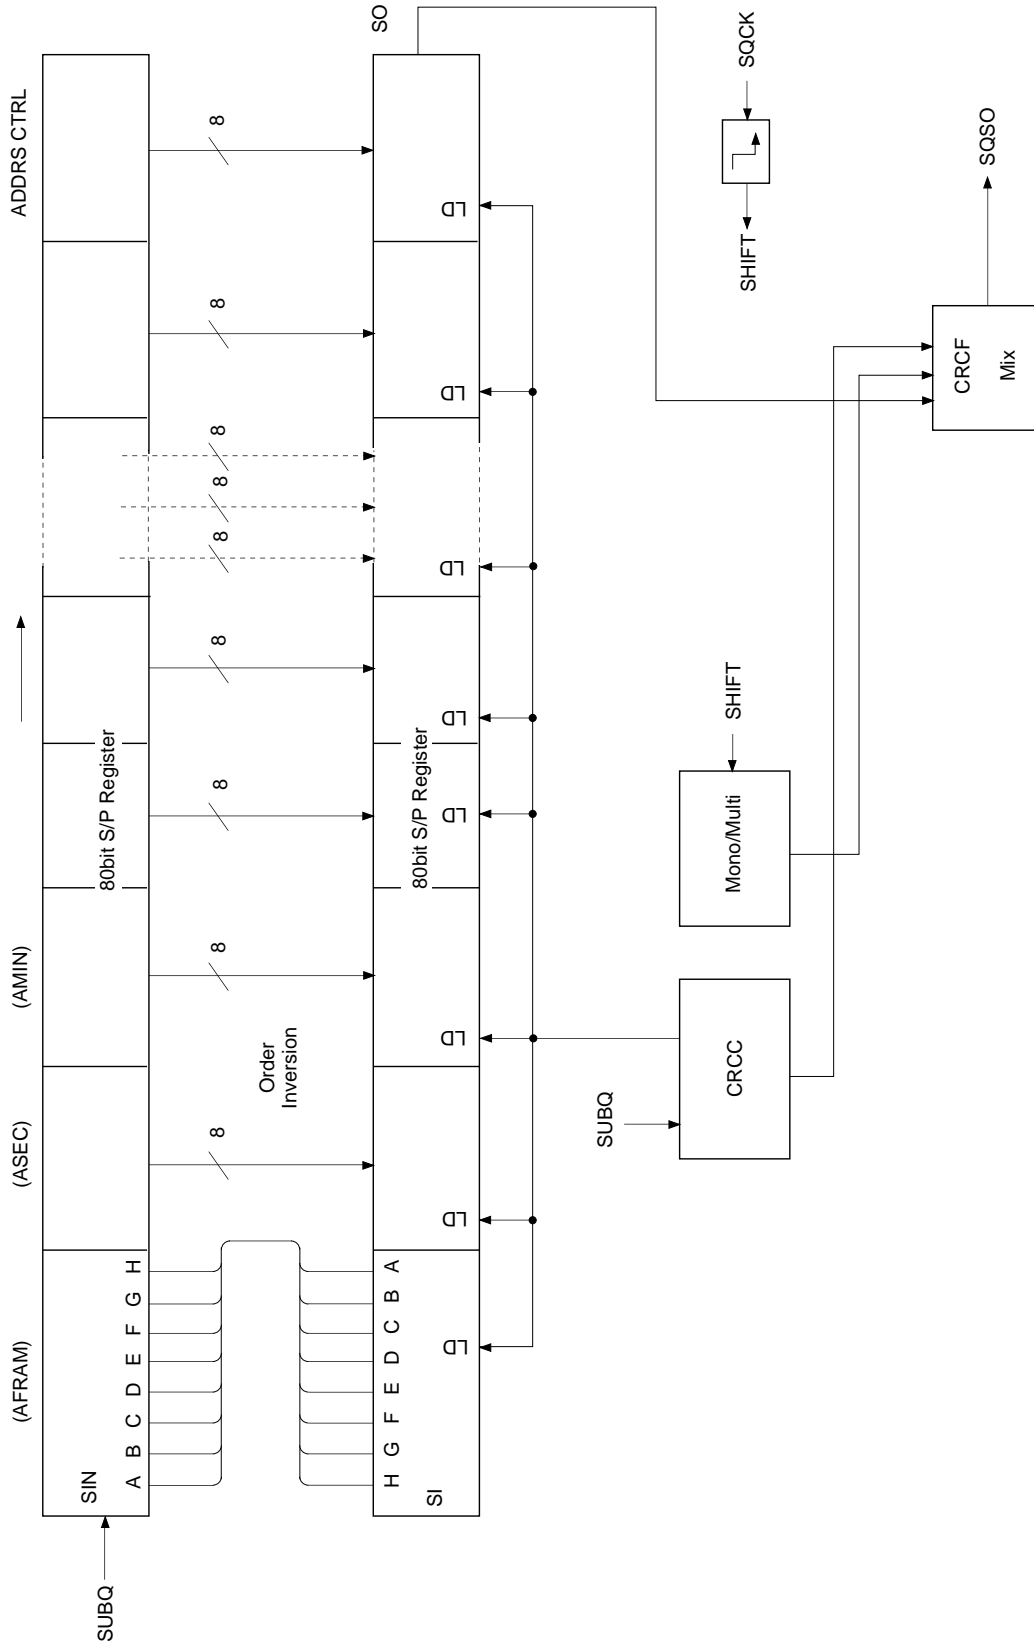 (AFRAM)
(ASEC)
(AMIN)
ADDRS CTRL
SUBQ
SIN
80bit S/P Register
A B C D E F G H
8
8
8
8
8
8
8
8
8
Order
Inversion
SO
H G F E D C B A
80bit S/P Register
SI
LD
LD
LD
LD
LD
LD
LD
LD
SUBQ
CRCC
Mono/Multi
SHIFT
SHIFT
SQCK
CRCF
Mix
SQSO